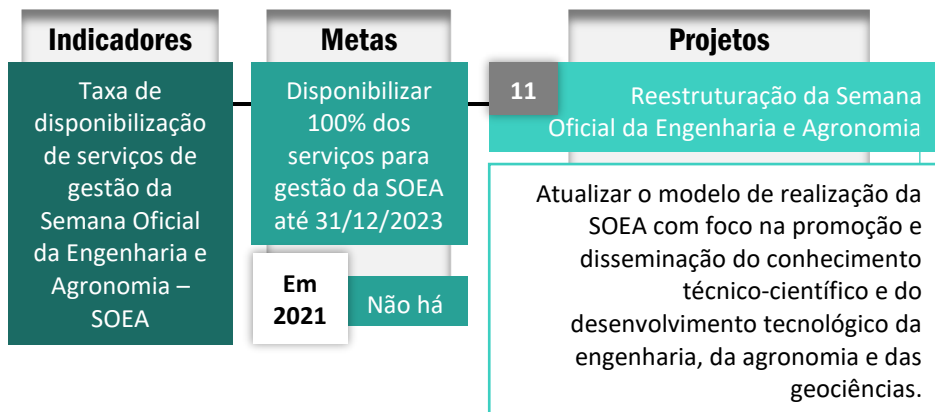 Indicadores
Taxa de
disponibilização
de serviços de
gestão da
Semana Oficial
da Engenharia e
Agronomia –
SOEA
Metas
Disponibilizar
100% dos
serviços para
gestão da SOEA
até 31/12/2023
Em
2021
Não há
Projetos
11
Reestruturação da Semana
Oficial da Engenharia e Agronomia
Atualizar o modelo de realização da
SOEA com foco na promoção e
disseminação do conhecimento
técnico-científico e do
desenvolvimento tecnológico da
engenharia, da agronomia e das
geociências.